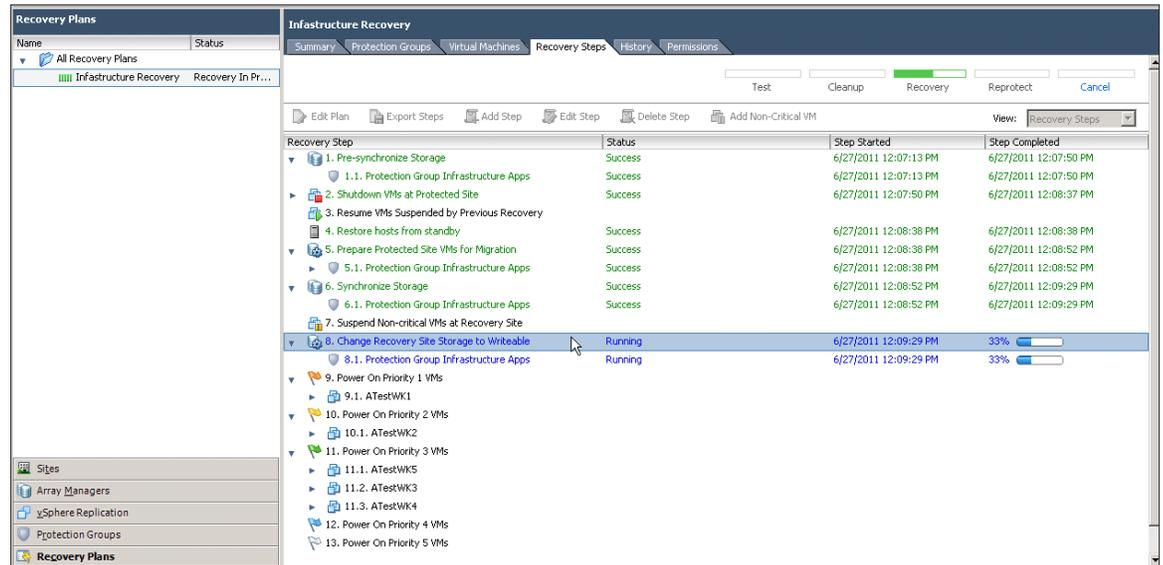 Recovery Plans
Name Status
All Recovery Plans
Infastructure Recovery Recovery In Pr...
Sites
Array Managers
vSphere Replication
Protection Groups
Recovery Plans
Infastructure Recovery
Summary Protection Groups Virtual Machines Recovery Steps History Permissions
Test Cleanup Recovery Reprotect Cancel
Edit Plan Export Steps Add Step Edit Step Delete Step Add Non-Critical VM View: Recovery Steps
Recovery Step Status Step Started Step Completed
1. Pre-synchronize Storage Success 6/27/2011 12:07:13 PM 6/27/2011 12:07:50 PM
1.1. Protection Group Infrastructure Apps Success 6/27/2011 12:07:13 PM 6/27/2011 12:07:50 PM
2. Shutdown VMs at Protected Site Success 6/27/2011 12:07:50 PM 6/27/2011 12:08:37 PM
3. Resume VMs Suspended by Previous Recovery
4. Restore hosts from standby Success 6/27/2011 12:08:38 PM 6/27/2011 12:08:38 PM
5. Prepare Protected Site VMs for Migration Success 6/27/2011 12:08:38 PM 6/27/2011 12:08:52 PM
5.1. Protection Group Infrastructure Apps Success 6/27/2011 12:08:38 PM 6/27/2011 12:08:52 PM
6. Synchronize Storage Success 6/27/2011 12:08:52 PM 6/27/2011 12:09:29 PM
6.1. Protection Group Infrastructure Apps Success 6/27/2011 12:08:52 PM 6/27/2011 12:09:29 PM
7. Suspend Non-critical VMs at Recovery Site
8. Change Recovery Site Storage to Writeable Running 6/27/2011 12:09:29 PM 33%
8.1. Protection Group Infrastructure Apps Running 6/27/2011 12:09:29 PM 33%
9. Power On Priority 1 VMs
9.1. ATestWK1
10. Power On Priority 2 VMs
10.1. ATestWK2
11. Power On Priority 3 VMs
11.1. ATestWK5
11.2. ATestWK3
11.3. ATestWK4
12. Power On Priority 4 VMs
13. Power On Priority 5 VMs